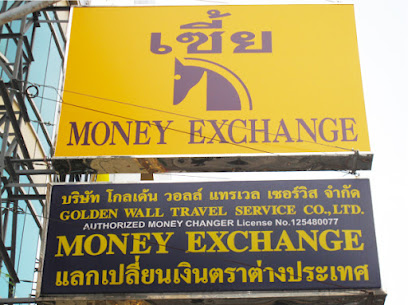 เซี้ย
MONEY EXCHANGE
บริษัท โกลเด้น วอลล์ แทรเวล เซอร์วิส จำกัด
GOLDEN WALL TRAVEL SERVICE CO.,LTD.
AUTHORIZED MONEY CHANGER License No.125480077
MONEY EXCHANGE
แลกเปลี่ยนเงินตราต่างประเทศ